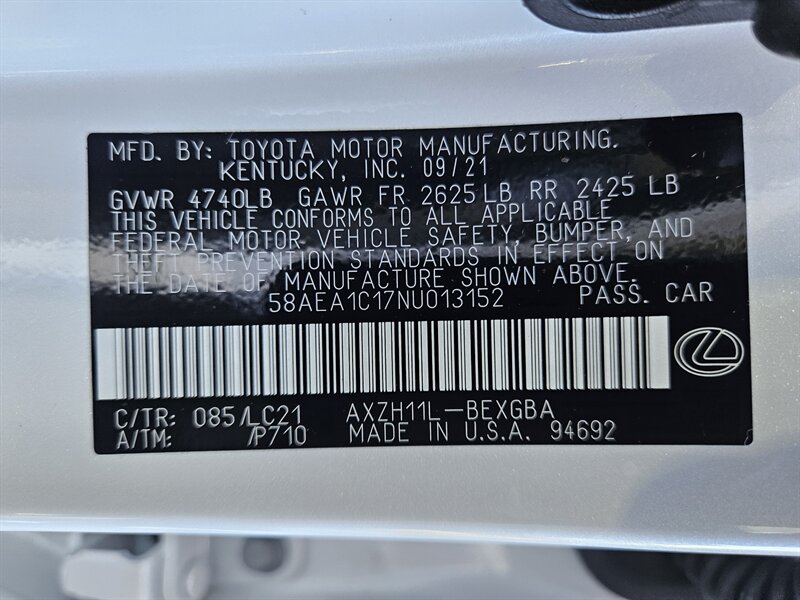 MFD. BY: TOYOTA MOTOR MANUFACTURING.
KENTUCKY, INC. 09/21
GVWR 4740LB GAWR FR 2625 LB RR 2425 LB
THIS VEHICLE CONFORMS TO ALL APPLICABLE
FEDERAL MOTOR VEHICLE SAFETY, BUMPER, AND
THEFT PREVENTION STANDARDS IN EFFECT ON
THE DATE OF MANUFACTURE SHOWN ABOVE.
58AEA1C17NU013152 PASS. CAR
C/TR: 085/LC21 AXZH11L-BEXGBA
A/TM: /P710 MADE IN U.S.A. 94692